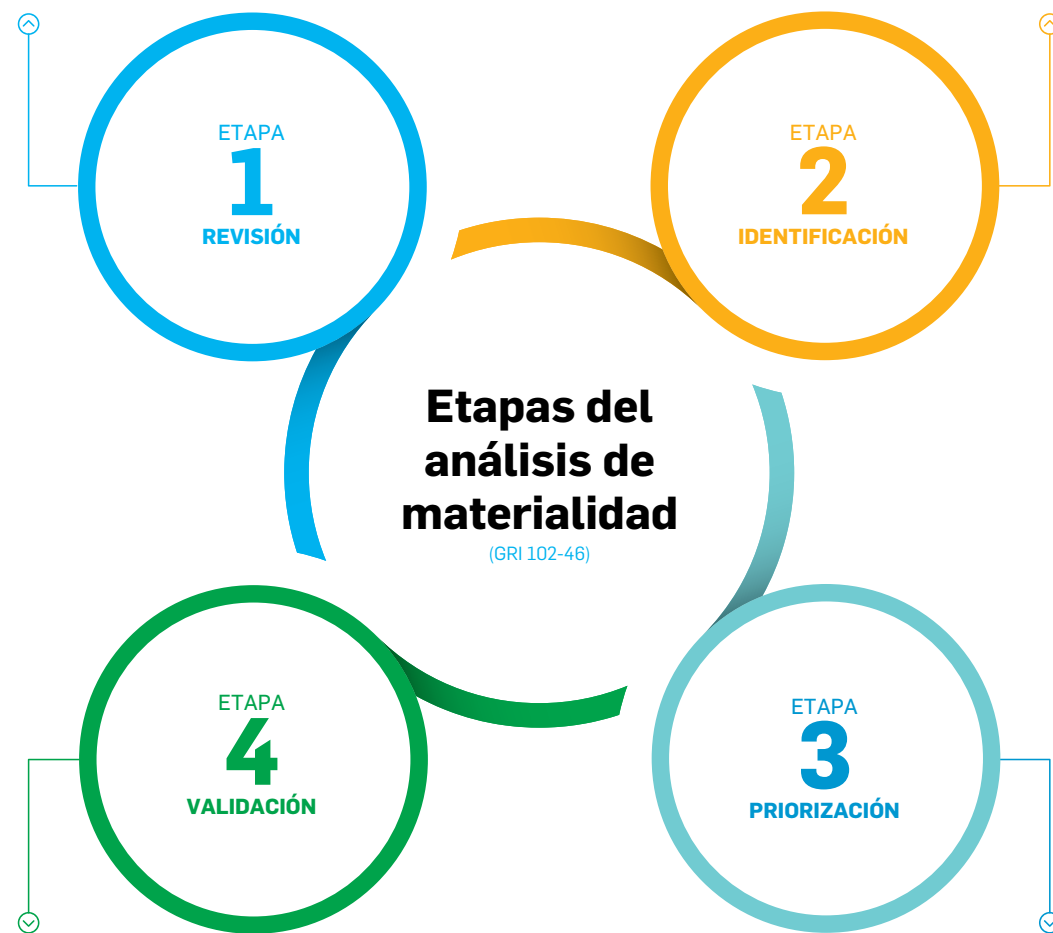 ETAPA
1
REVISIÓN
ETAPA
2
IDENTIFICACIÓN
Etapas del
análisis de
materialidad
(GRI 102-46)
ETAPA
4
VALIDACIÓN
ETAPA
3
PRIORIZACIÓN